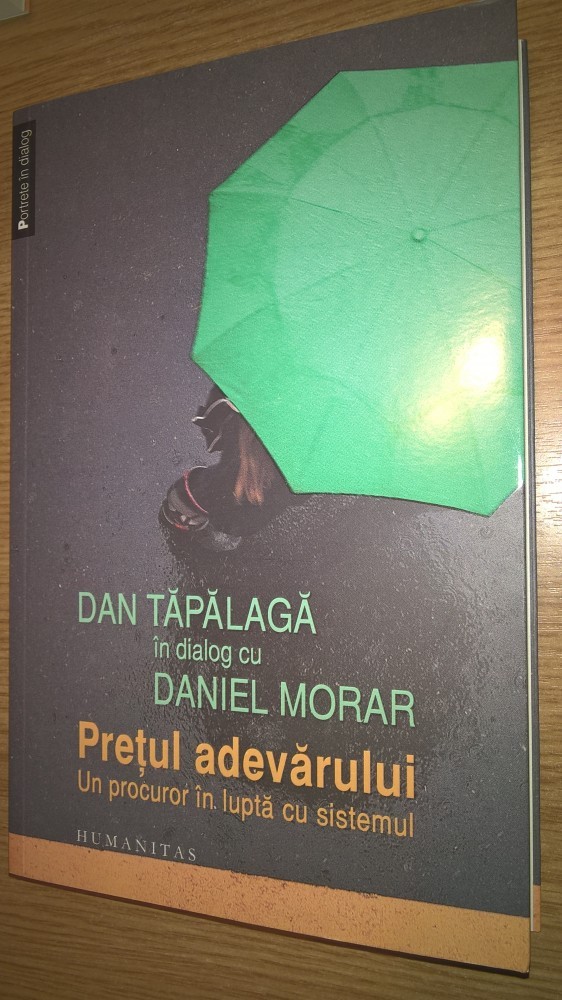 Portrete în dialog
DAN TĂPĂLAGĂ
în dialog cu
DANIEL MORAR
Prețul adevărului
Un procuror în luptă cu sistemul
HUMANITAS